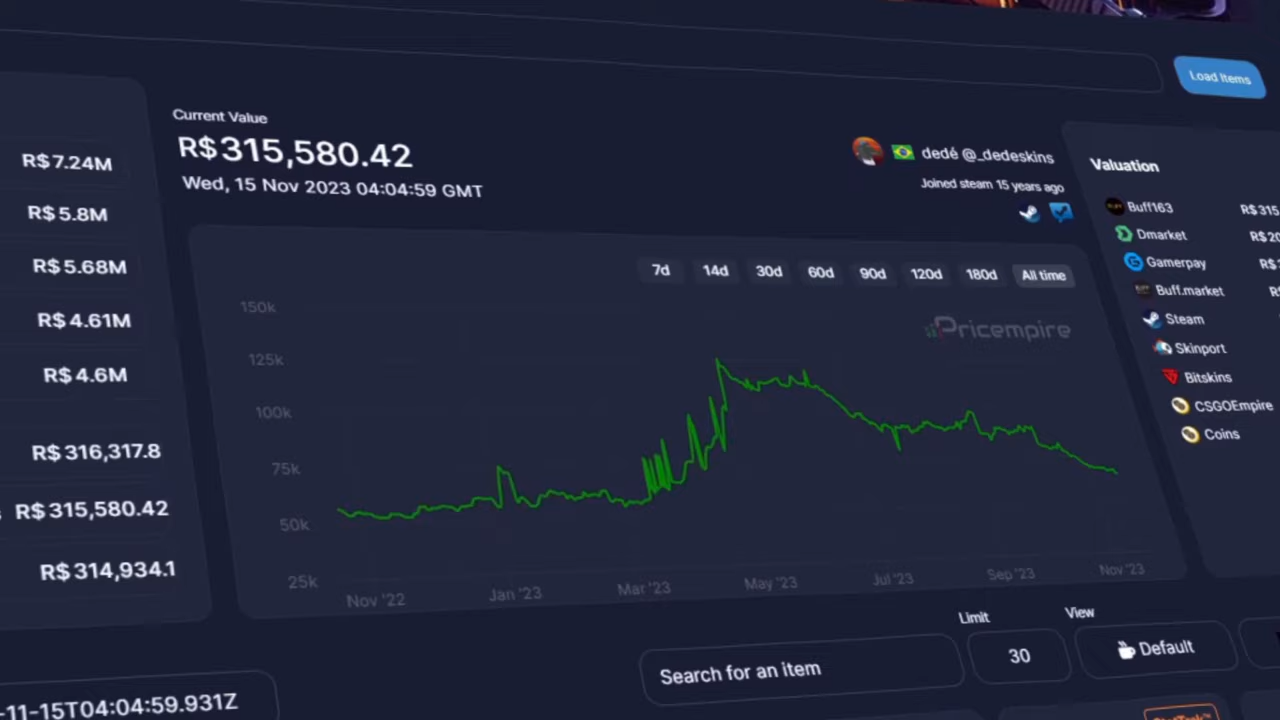 Load Items
Current Value
R$315,580.42
Wed, 15 Nov 2023 04:04:59 GMT
dedé @_dedeskins
Joined steam 15 years ago
R$7.24M
R$5.8M
R$5.68M
R$4.61M
R$4.6M
R$316,317.8
R$315,580.42
R$314,934.1
7d 14d 30d 60d 90d 120d 180d All time
Pricempire
150k
125k
100k
75k
50k
25k
Nov '22 Jan '23 Mar '23 May '23 Jul '23 Sep '23 Nov '23
Valuation
Buff163 R$315
Dmarket R$20
Gamerpay R$
Buff.market R$
Steam
Skinport
Bitskins
CSGOEmpire
Coins
Limit
View
Search for an item
30
Default
-11-15T04:04:59.931Z